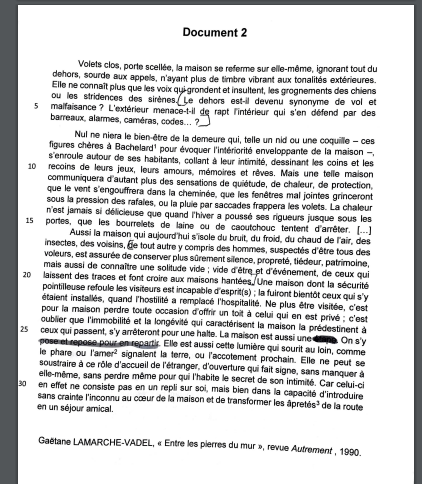 Document 2
Volets clos, porte scellée, la maison se referme sur elle-même, ignorant tout du
dehors, sourde aux appels, n'ayant plus de timbre vibrant aux tonalités extérieures.
Elle ne connaît plus que les voix qui grondent et insultent, les grognements des chiens
ou les stridences des sirènes. Le dehors est-il devenu synonyme de vol et
5 malfaisance ? L'extérieur menace-t-il de rapt l'intérieur qui s'en défend par des
barreaux, alarmes, caméras, codes... ?
Nul ne niera le bien-être de la demeure qui, telle un nid ou une coquille – ces
figures chères à Bachelard¹ pour évoquer l'intériorité enveloppante de la maison –,
s'enroule autour de ses habitants, collant à leur intimité, dessinant les coins et les
10 recoins de leurs jeux, leurs amours, mémoires et rêves. Mais une telle maison
communiquera d'autant plus de sensations de quiétude, de chaleur, de protection,
que le vent s'engouffrera dans la cheminée, que les fenêtres mal jointes grinceront
sous la pression des rafales, ou la pluie par saccades frappera les volets. La chaleur
n'est jamais si délicieuse que quand l'hiver a poussé ses rigueurs jusque sous les
15 portes, que les bourrelets de laine ou de caoutchouc tentent d'arrêter. [...]
Aussi la maison qui aujourd'hui s'isole du bruit, du froid, du chaud de l'air, des
insectes, des voisins, de tout autre y compris des hommes, suspectés d'être tous des
voleurs, est assurée de conserver plus sûrement silence, propreté, tiédeur, patrimoine,
mais aussi de connaître une solitude vide ; vide d'être et d'événement, de ceux qui
20 laissent des traces et font croire aux maisons hantées. Une maison dont la sécurité
pointilleuse refoule les visiteurs est incapable d'esprit(s) ; la fuiront bientôt ceux qui s'y
étaient installés, quand l'hostilité a remplacé l'hospitalité. Ne plus être visitée, c'est
pour la maison perdre toute occasion d'offrir un toit à celui qui en est privé ; c'est
oublier que l'immobilité et la longévité qui caractérisent la maison la prédestinent à
25 ceux qui passent, s'y arrêteront pour une halte. La maison est aussi une On s'y
pose et repose pour en repartir. Elle est aussi cette lumière qui sourit au loin, comme
le phare ou l'amer² signalent la terre, ou l'accotement prochain. Elle ne peut se
soustraire à ce rôle d'accueil de l'étranger, d'ouverture qui fait signe, sans manquer à
elle-même, sans perdre même pour qui l'habite le secret de son intimité. Car celui-ci
30 en effet ne consiste pas en un repli sur soi, mais bien dans la capacité d'introduire
sans crainte l'inconnu au cœur de la maison et de transformer les âpretés³ de la route
en un séjour amical.
Gaëtane LAMARCHE-VADEL, « Entre les pierres du mur », revue Autrement, 1990.